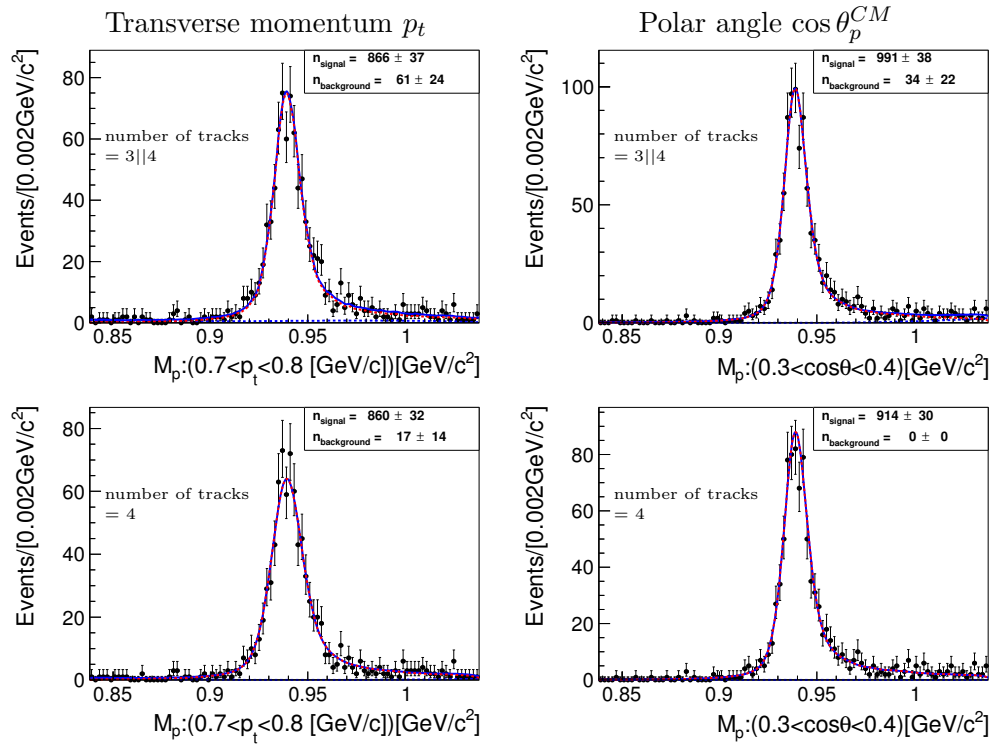 Transverse momentum p_t
Polar angle cos θ_p^{CM}
Events/[0.002GeV/c²]
n_signal = 866 ± 37
n_background = 61 ± 24
number of tracks
= 3||4
80
60
40
20
0
0.85 0.9 0.95 1
M_p:(0.7<p_t<0.8 [GeV/c])[GeV/c²]
Events/[0.002GeV/c²]
n_signal = 991 ± 38
n_background = 34 ± 22
number of tracks
= 3||4
100
50
0
0.85 0.9 0.95 1
M_p:(0.3<cosθ<0.4)[GeV/c²]
Events/[0.002GeV/c²]
n_signal = 860 ± 32
n_background = 17 ± 14
number of tracks
= 4
80
60
40
20
0
0.85 0.9 0.95 1
M_p:(0.7<p_t<0.8 [GeV/c])[GeV/c²]
Events/[0.002GeV/c²]
n_signal = 914 ± 30
n_background = 0 ± 0
number of tracks
= 4
80
60
40
20
0
0.85 0.9 0.95 1
M_p:(0.3<cosθ<0.4)[GeV/c²]